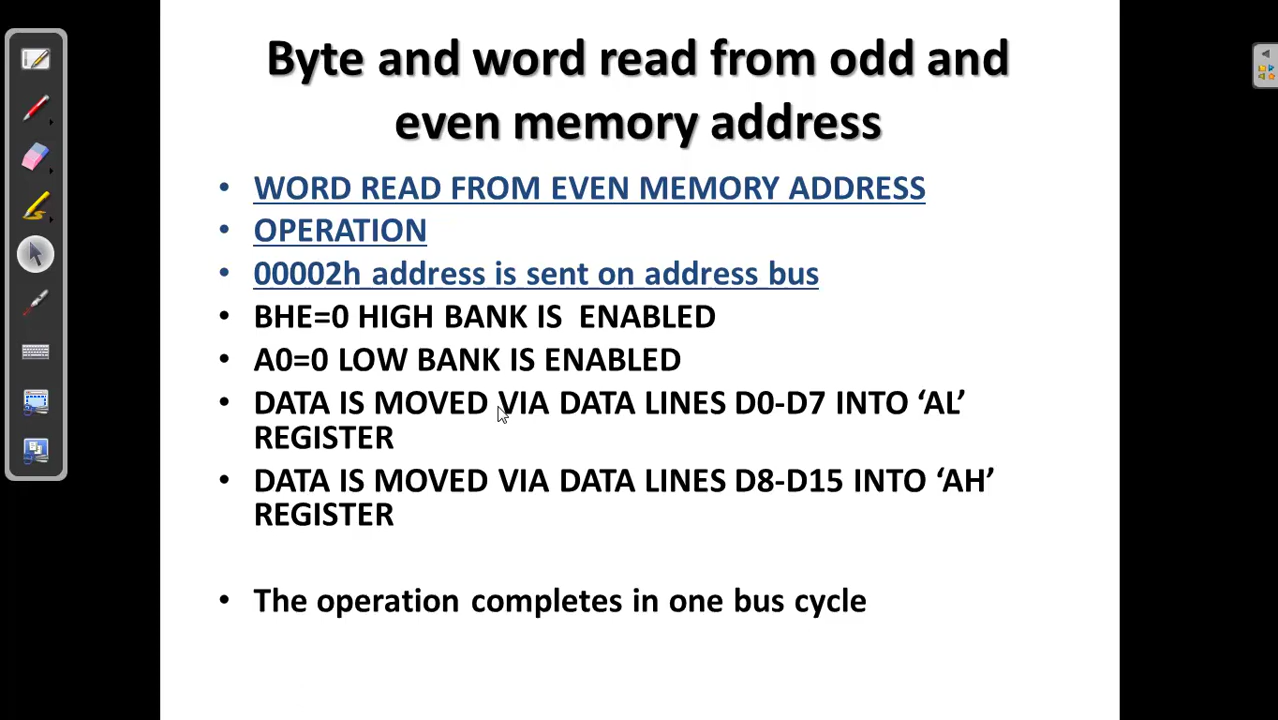 Byte and word read from odd and
even memory address
• WORD READ FROM EVEN MEMORY ADDRESS
• OPERATION
• 00002h address is sent on address bus
• BHE=0 HIGH BANK IS  ENABLED
• A0=0 LOW BANK IS ENABLED
• DATA IS MOVED VIA DATA LINES D0-D7 INTO ‘AL’
REGISTER
• DATA IS MOVED VIA DATA LINES D8-D15 INTO ‘AH’
REGISTER
• The operation completes in one bus cycle